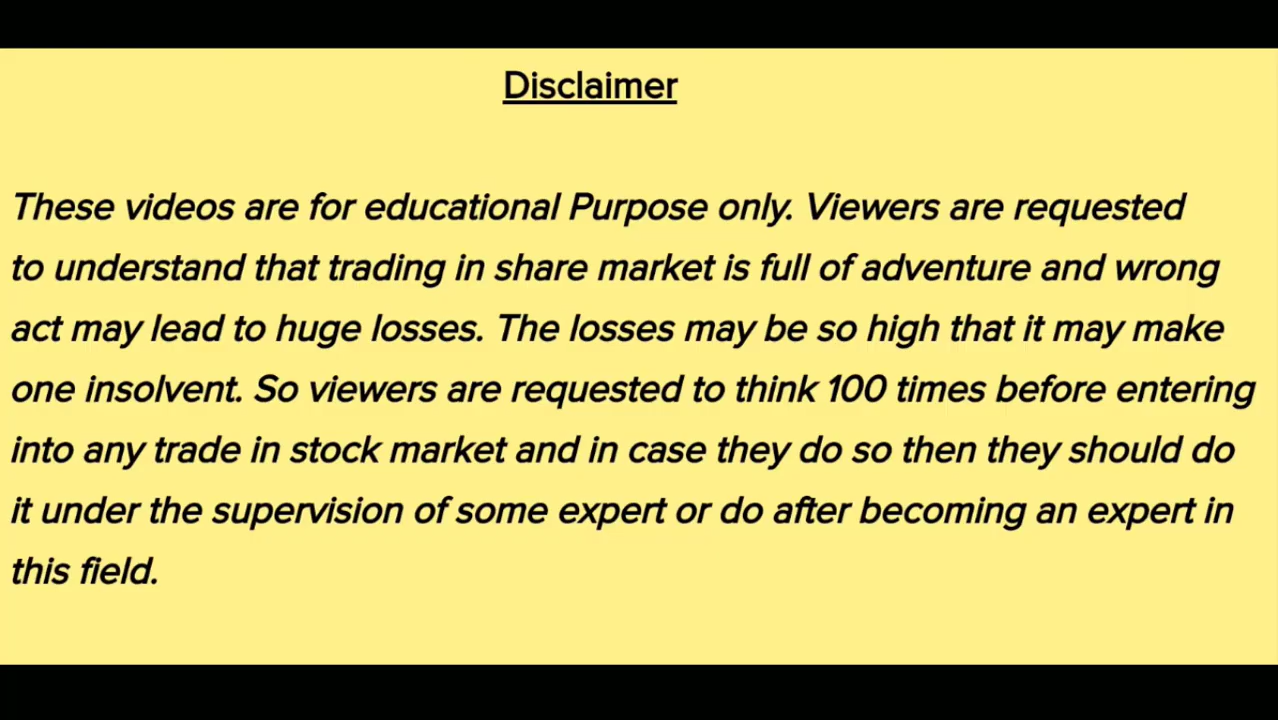 Disclaimer
These videos are for educational Purpose only. Viewers are requested
to understand that trading in share market is full of adventure and wrong
act may lead to huge losses. The losses may be so high that it may make
one insolvent. So viewers are requested to think 100 times before entering
into any trade in stock market and in case they do so then they should do
it under the supervision of some expert or do after becoming an expert in
this field.